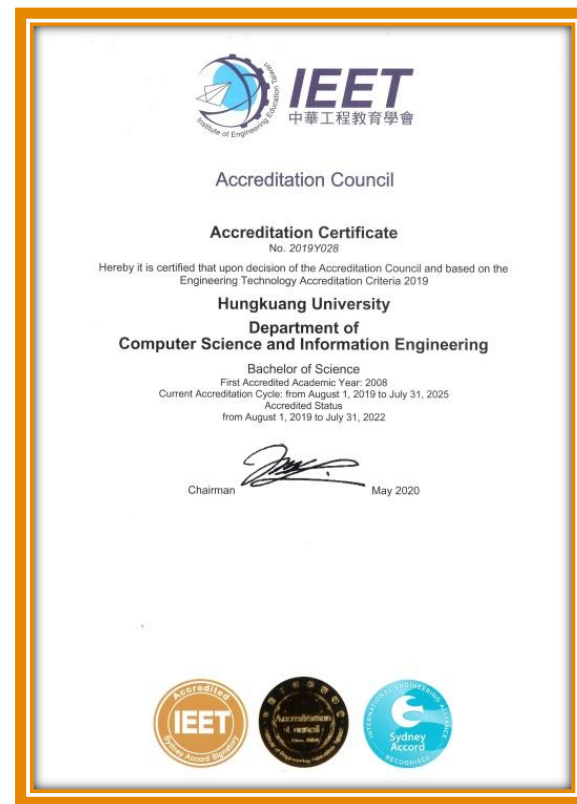 Institute of Engineering Education Taiwan
IEET
中華工程教育學會
Accreditation Council
Accreditation Certificate
No. 2019Y028
Hereby it is certified that upon decision of the Accreditation Council and based on the
Engineering Technology Accreditation Criteria 2019
Hungkuang University
Department of
Computer Science and Information Engineering
Bachelor of Science
First Accredited Academic Year: 2008
Current Accreditation Cycle: from August 1, 2019 to July 31, 2025
Accredited Status
from August 1, 2019 to July 31, 2022
Chairman
May 2020
Accredited
IEET
Sydney Accord Signatory
Accreditation
Council
INTERNATIONAL ENGINEERING ALLIANCE
Sydney
Accord
RECOGNISED